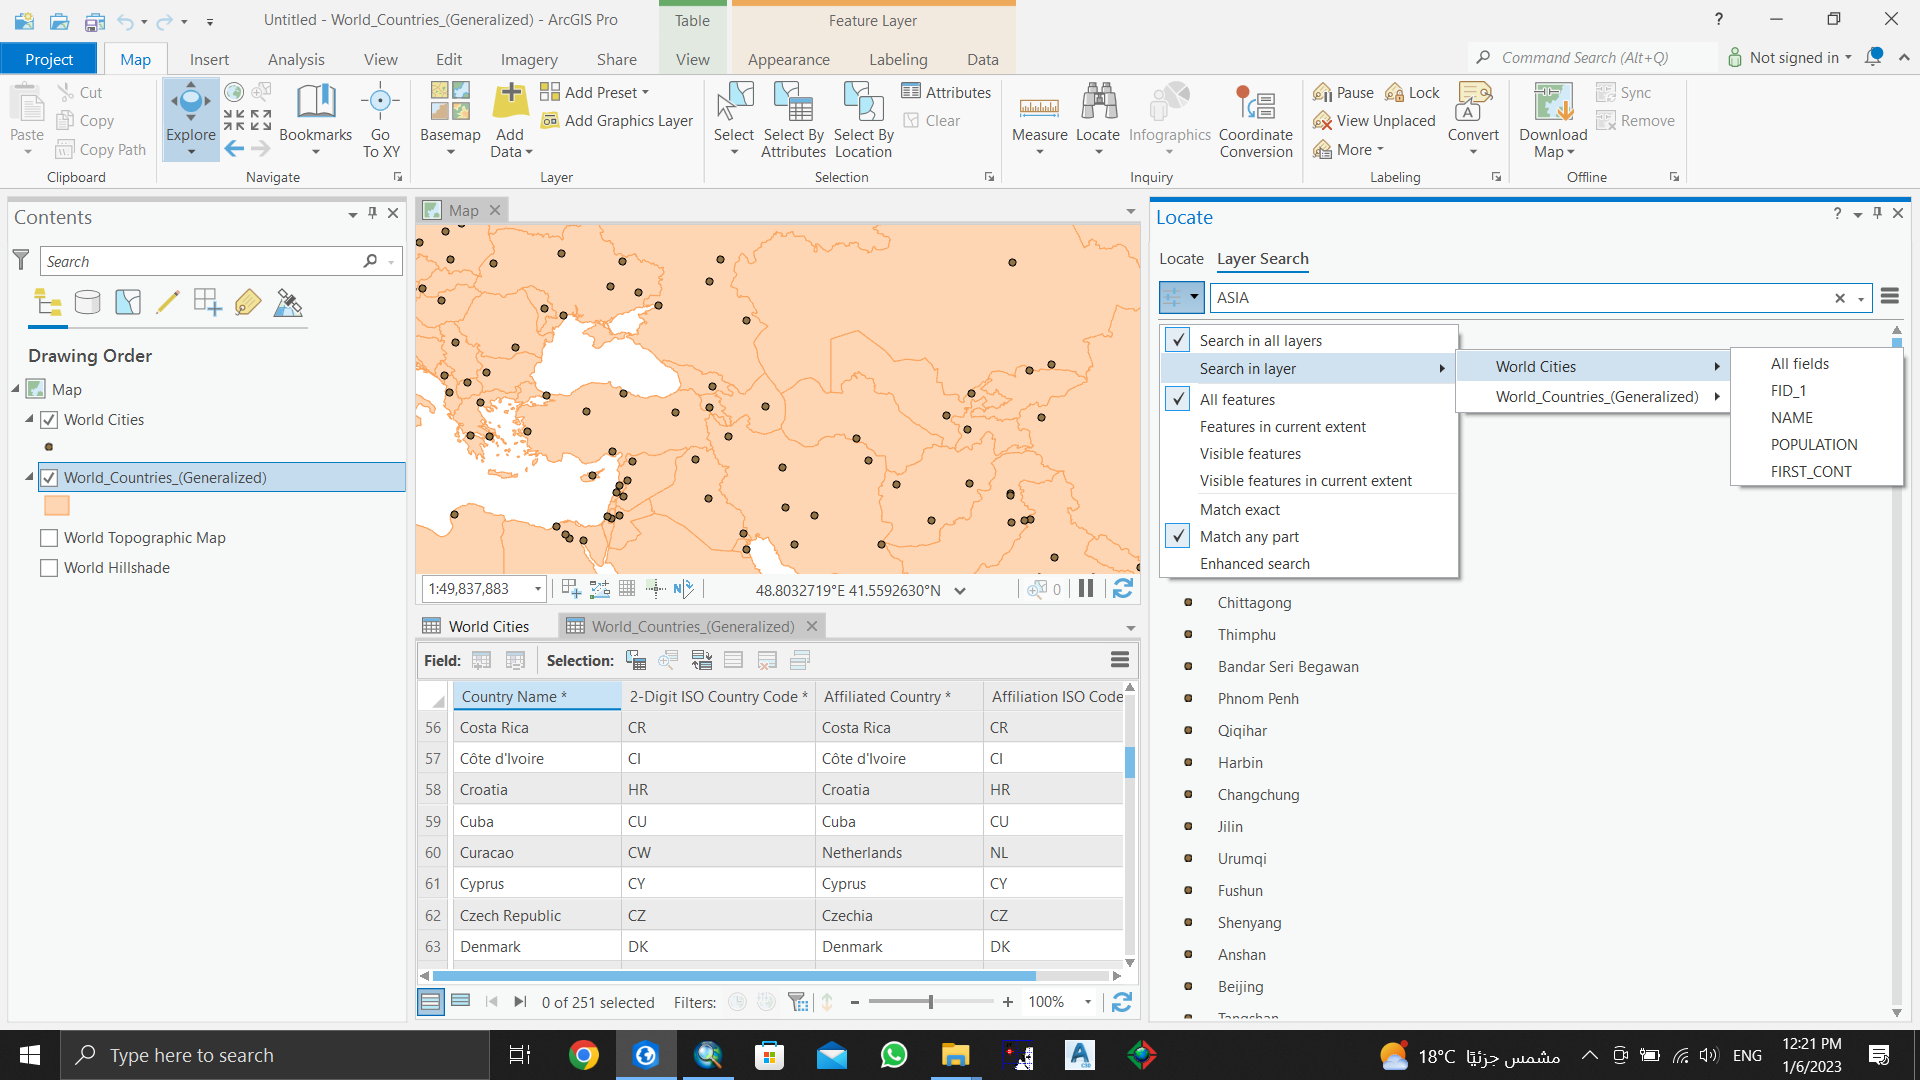 Untitled - World_Countries_(Generalized) - ArcGIS Pro
Table
Feature Layer
?
Project
Map
Insert
Analysis
View
Edit
Imagery
Share
View
Appearance
Labeling
Data
Command Search (Alt+Q)
Not signed in
Paste
Cut
Copy
Copy Path
Clipboard
Explore
Bookmarks
Go To XY
Navigate
Basemap
Add Data
Add Preset
Add Graphics Layer
Layer
Select
Select By Attributes
Select By Location
Attributes
Clear
Selection
Measure
Locate
Infographics
Coordinate Conversion
Inquiry
Pause
Lock
View Unplaced
More
Convert
Labeling
Download Map
Sync
Remove
Offline
Contents
Search
Drawing Order
Map
World Cities
World_Countries_(Generalized)
World Topographic Map
World Hillshade
Map
1:49,837,883
48.8032719°E 41.5592630°N
0
World Cities
World_Countries_(Generalized)
Field:
Selection:
Country Name *
2-Digit ISO Country Code *
Affiliated Country *
Affiliation ISO Code
56 Costa Rica CR Costa Rica CR
57 Côte d'Ivoire CI Côte d'Ivoire CI
58 Croatia HR Croatia HR
59 Cuba CU Cuba CU
60 Curacao CW Netherlands NL
61 Cyprus CY Cyprus CY
62 Czech Republic CZ Czechia CZ
63 Denmark DK Denmark DK
0 of 251 selected
Filters:
100%
Locate
?
Locate
Layer Search
ASIA
Search in all layers
Search in layer
All features
Features in current extent
Visible features
Visible features in current extent
Match exact
Match any part
Enhanced search
World Cities
World_Countries_(Generalized)
All fields
FID_1
NAME
POPULATION
FIRST_CONT
Chittagong
Thimphu
Bandar Seri Begawan
Phnom Penh
Qiqihar
Harbin
Changchung
Jilin
Urumqi
Fushun
Shenyang
Anshan
Beijing
Tangshan
Type here to search
18°C مشمس جزئيًا
ENG
12:21 PM
1/6/2023